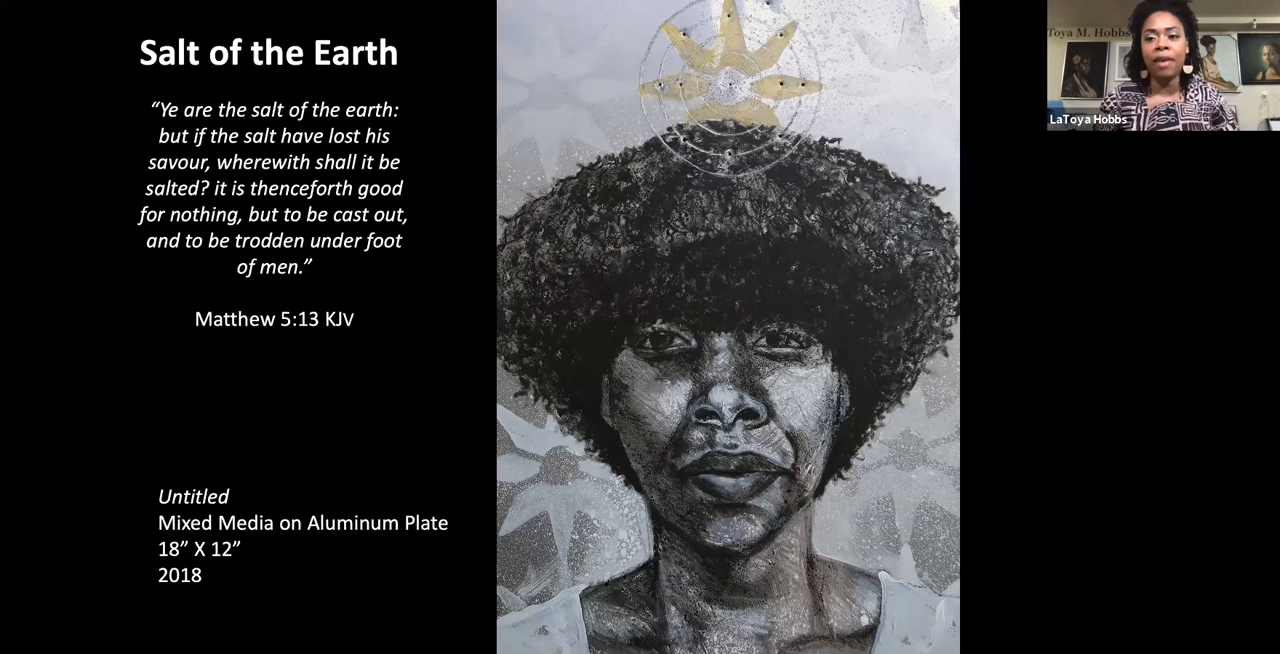 Salt of the Earth
“Ye are the salt of the earth:
but if the salt have lost his
savour, wherewith shall it be
salted? it is thenceforth good
for nothing, but to be cast out,
and to be trodden under foot
of men.”
Matthew 5:13 KJV
Untitled
Mixed Media on Aluminum Plate
18” X 12”
2018
Toya M. Hobbs
LaToya Hobbs